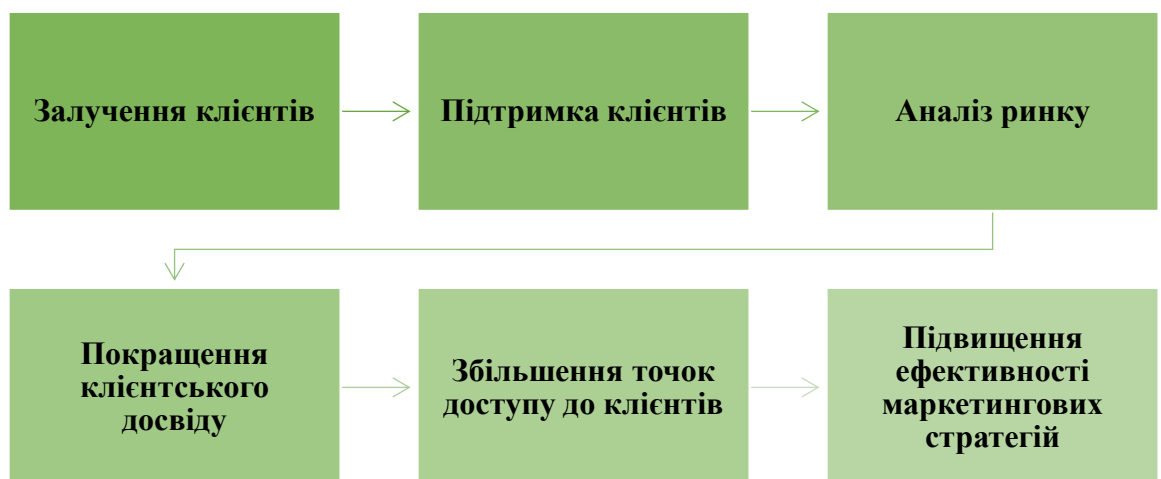 Залучення клієнтів
Підтримка клієнтів
Аналіз ринку
Покращення
клієнтського
досвіду
Збільшення точок
доступу до клієнтів
Підвищення
ефективності
маркетингових
стратегій